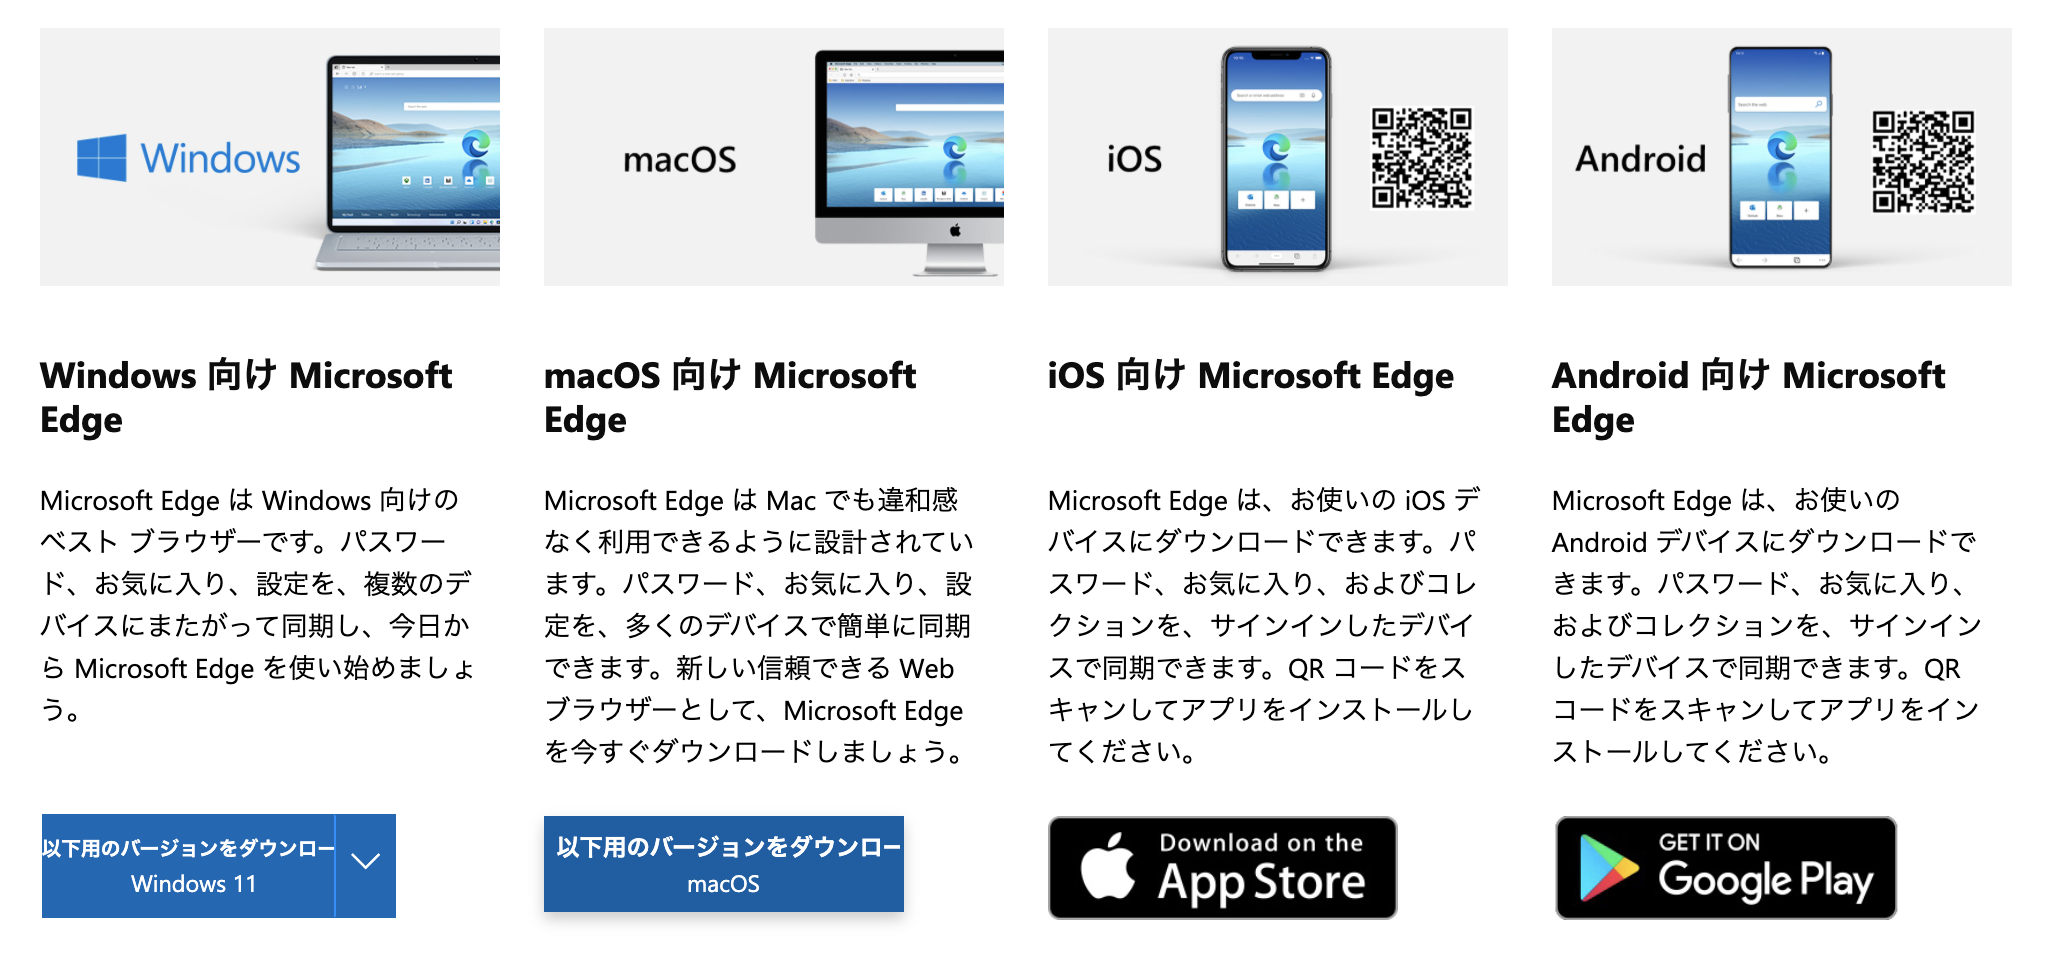 Windows
macOS
iOS
Android
Search the web
Windows 向け Microsoft
Edge
Microsoft Edge は Windows 向けの
ベスト ブラウザーです。パスワー
ド、お気に入り、設定を、複数のデ
バイスにまたがって同期し、今日か
ら Microsoft Edge を使い始めましょ
う。
以下用のバージョンをダウンロー
Windows 11
macOS 向け Microsoft
Edge
Microsoft Edge は Mac でも違和感
なく利用できるように設計されてい
ます。パスワード、お気に入り、設
定を、多くのデバイスで簡単に同期
できます。新しい信頼できる Web
ブラウザーとして、Microsoft Edge
を今すぐダウンロードしましょう。
以下用のバージョンをダウンロー
macOS
iOS 向け Microsoft Edge
Microsoft Edge は、お使いの iOS デ
バイスにダウンロードできます。パ
スワード、お気に入り、およびコレ
クションを、サインインしたデバイ
スで同期できます。QR コードをス
キャンしてアプリをインストールし
てください。
Download on the
App Store
Android 向け Microsoft
Edge
Microsoft Edge は、お使いの
Android デバイスにダウンロードで
きます。パスワード、お気に入り、
およびコレクションを、サインイン
したデバイスで同期できます。QR
コードをスキャンしてアプリをイン
ストールしてください。
GET IT ON
Google Play